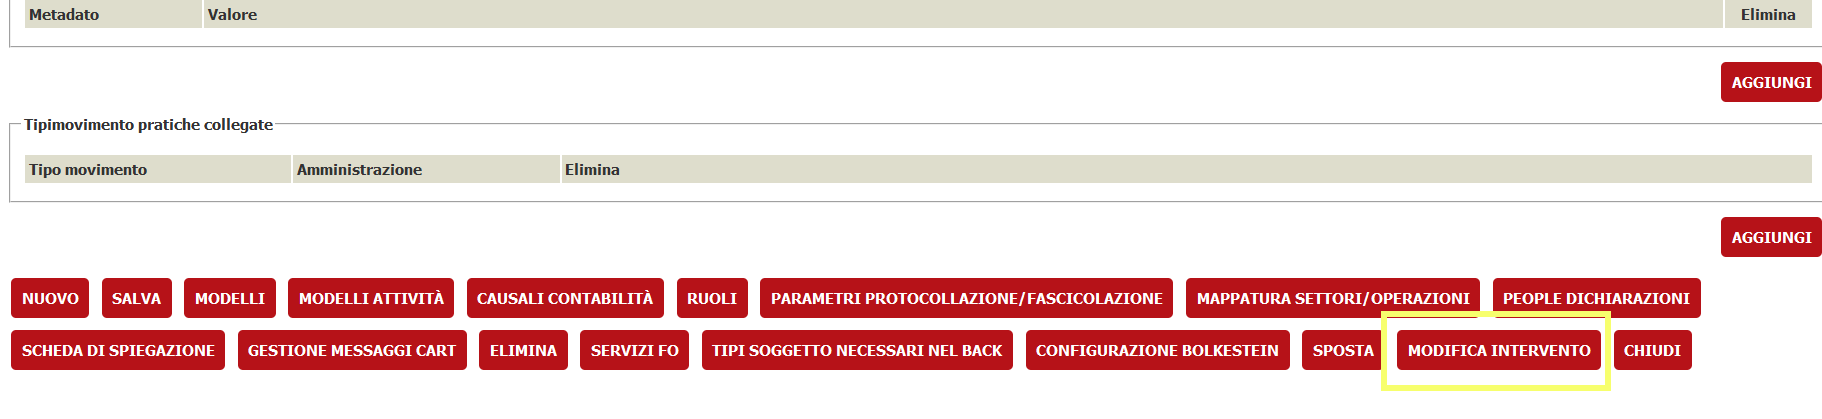 Metadato Valore Elimina
AGGIUNGI
Tipimovimento pratiche collegate
Tipo movimento Amministrazione Elimina
AGGIUNGI
NUOVO SALVA MODELLI MODELLI ATTIVITÀ CAUSALI CONTABILITÀ RUOLI PARAMETRI PROTOCOLLAZIONE/FASCICOLAZIONE MAPPATURA SETTORI/OPERAZIONI PEOPLE DICHIARAZIONI
SCHEDA DI SPIEGAZIONE GESTIONE MESSAGGI CART ELIMINA SERVIZI FO TIPI SOGGETTO NECESSARI NEL BACK CONFIGURAZIONE BOLKESTEIN SPOSTA MODIFICA INTERVENTO CHIUDI